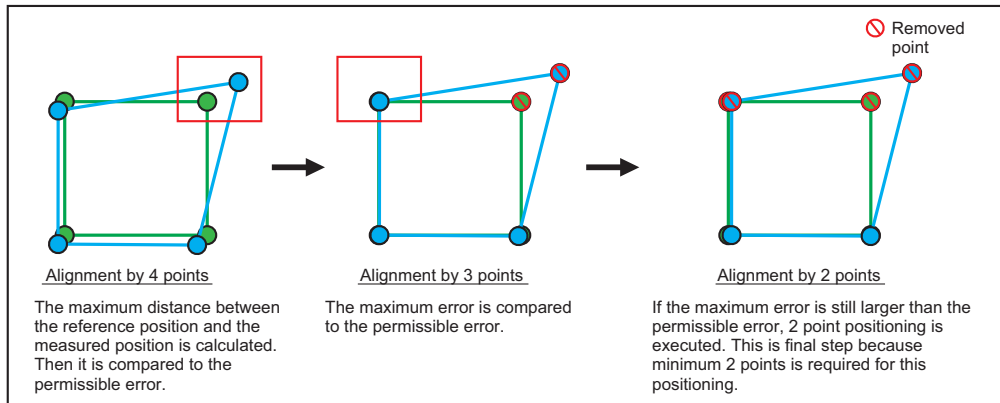 Removed
point
Alignment by 4 points
The maximum distance between
the reference position and the
measured position is calculated.
Then it is compared to the
permissible error.
Alignment by 3 points
The maximum error is compared
to the permissible error.
Alignment by 2 points
If the maximum error is still larger than the
permissible error, 2 point positioning is
executed. This is final step because
minimum 2 points is required for this
positioning.